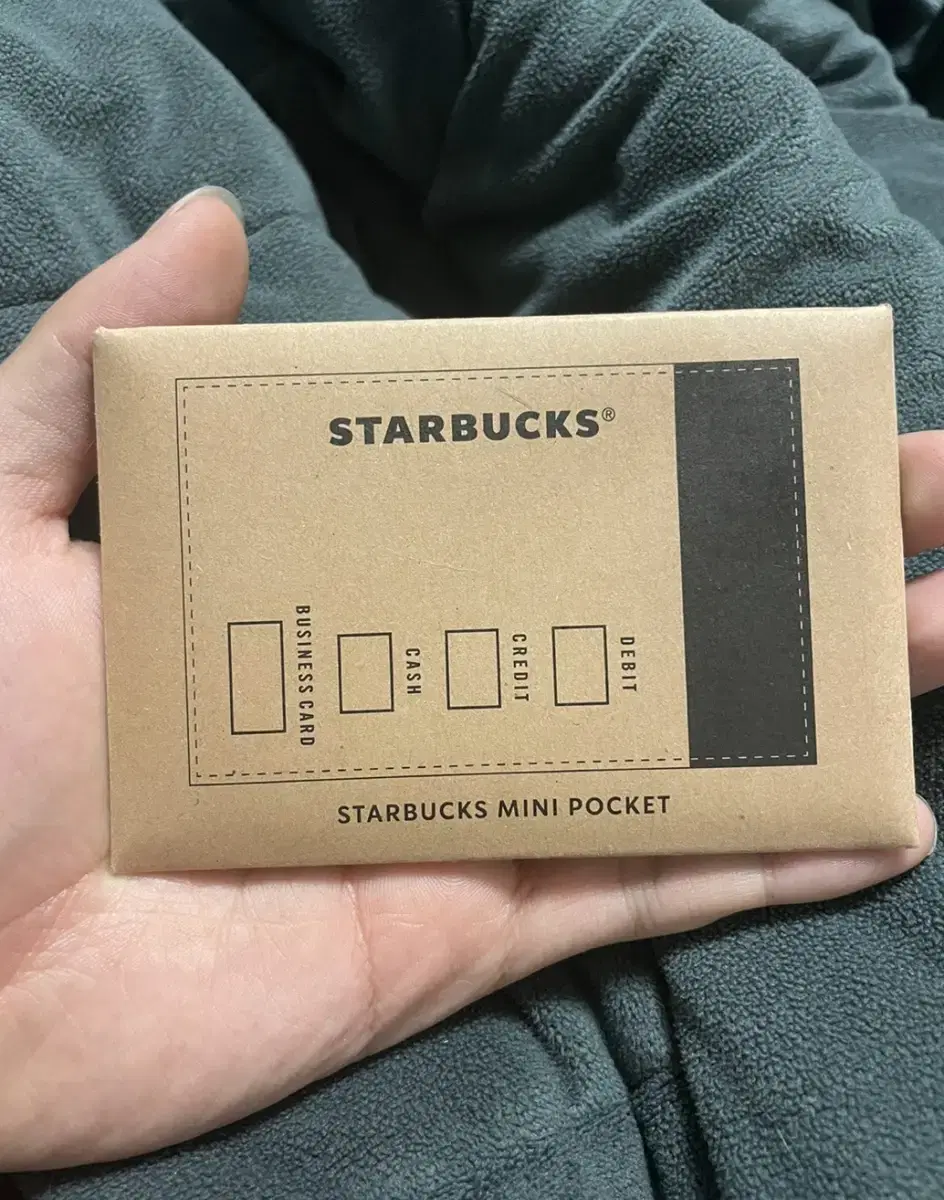 STARBUCKS®
BUSINESS CARD
CASH
CREDIT
DEBIT
STARBUCKS MINI POCKET